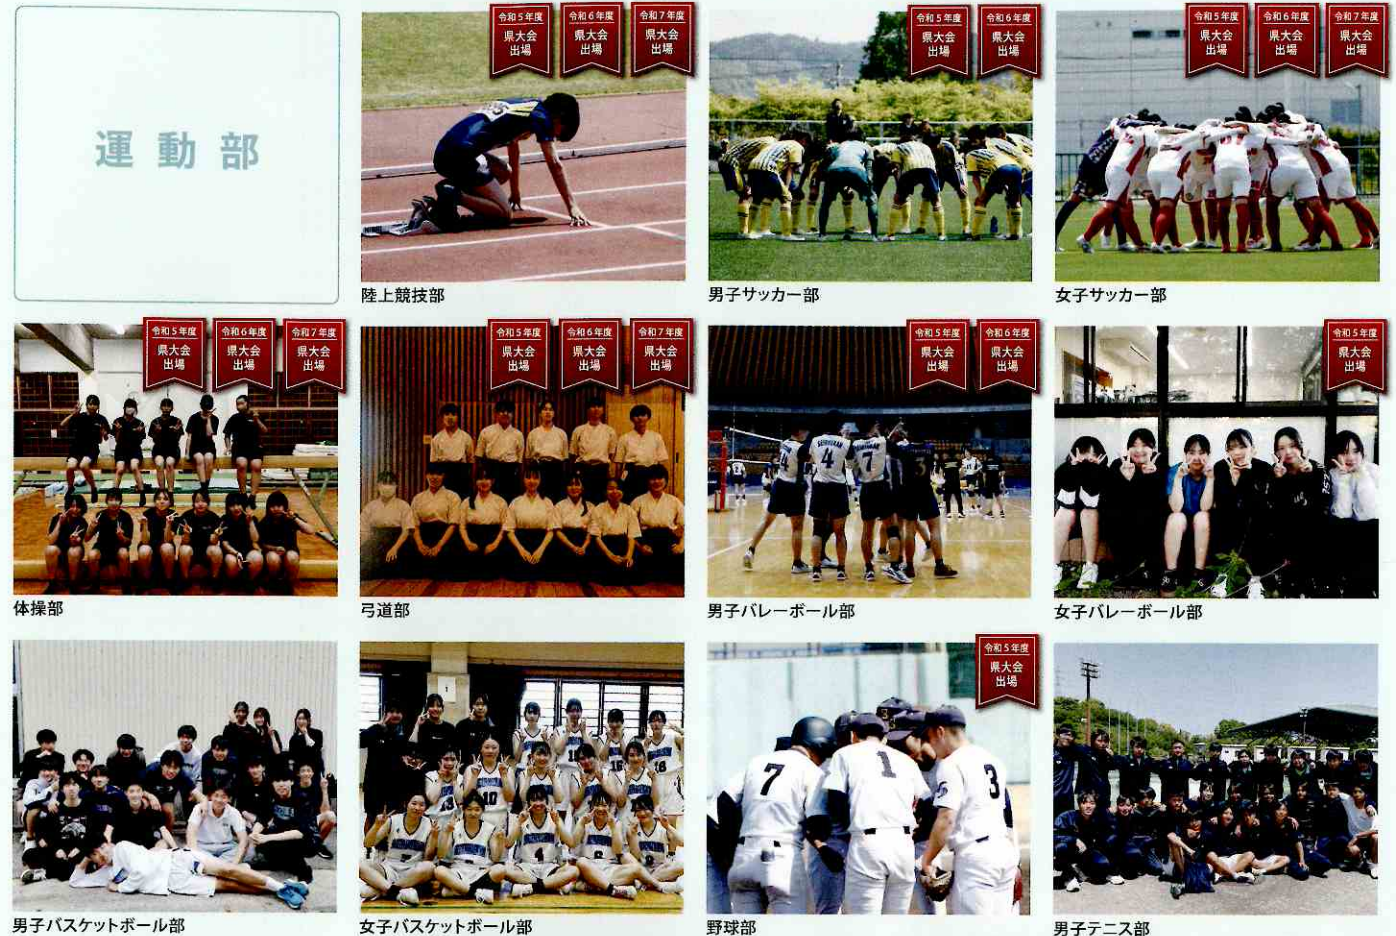 運動部
令和5年度
県大会
出場
令和6年度
県大会
出場
令和7年度
県大会
出場
陸上競技部
令和5年度
県大会
出場
令和6年度
県大会
出場
男子サッカー部
令和5年度
県大会
出場
令和6年度
県大会
出場
令和7年度
県大会
出場
女子サッカー部
令和5年度
県大会
出場
令和6年度
県大会
出場
令和7年度
県大会
出場
体操部
令和5年度
県大会
出場
令和6年度
県大会
出場
令和7年度
県大会
出場
弓道部
令和5年度
県大会
出場
令和6年度
県大会
出場
4
7
3
男子バレーボール部
令和5年度
県大会
出場
女子バレーボール部
男子バスケットボール部
1
18
10
4
女子バスケットボール部
令和5年度
県大会
出場
7
1
3
野球部
男子テニス部